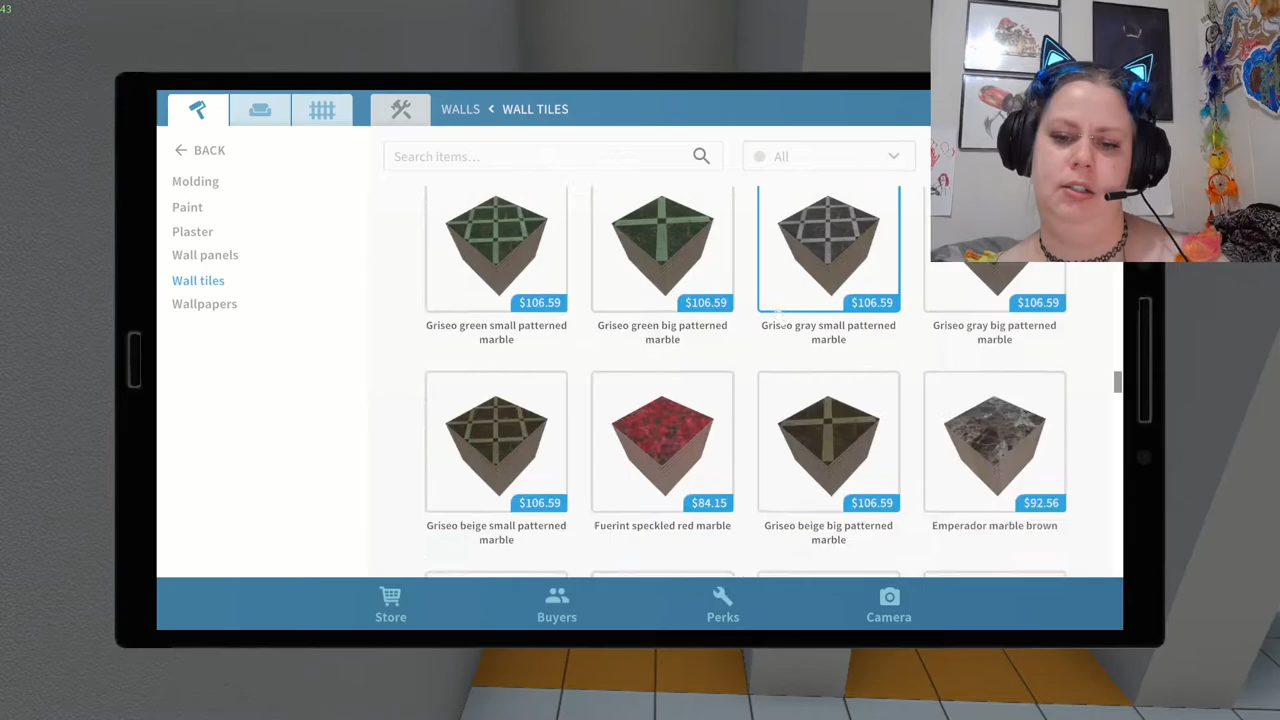 43
WALLS < WALL TILES
BACK
Search items...
All
Molding
Paint
Plaster
Wall panels
Wall tiles
Wallpapers
$106.59
$106.59
$106.59
$106.59
Griseo green small patterned
marble
Griseo green big patterned
marble
Griseo gray small patterned
marble
Griseo gray big patterned
marble
$106.59
$84.15
$106.59
$92.56
Griseo beige small patterned
marble
Fuerint speckled red marble
Griseo beige big patterned
marble
Emperador marble brown
Store
Buyers
Perks
Camera